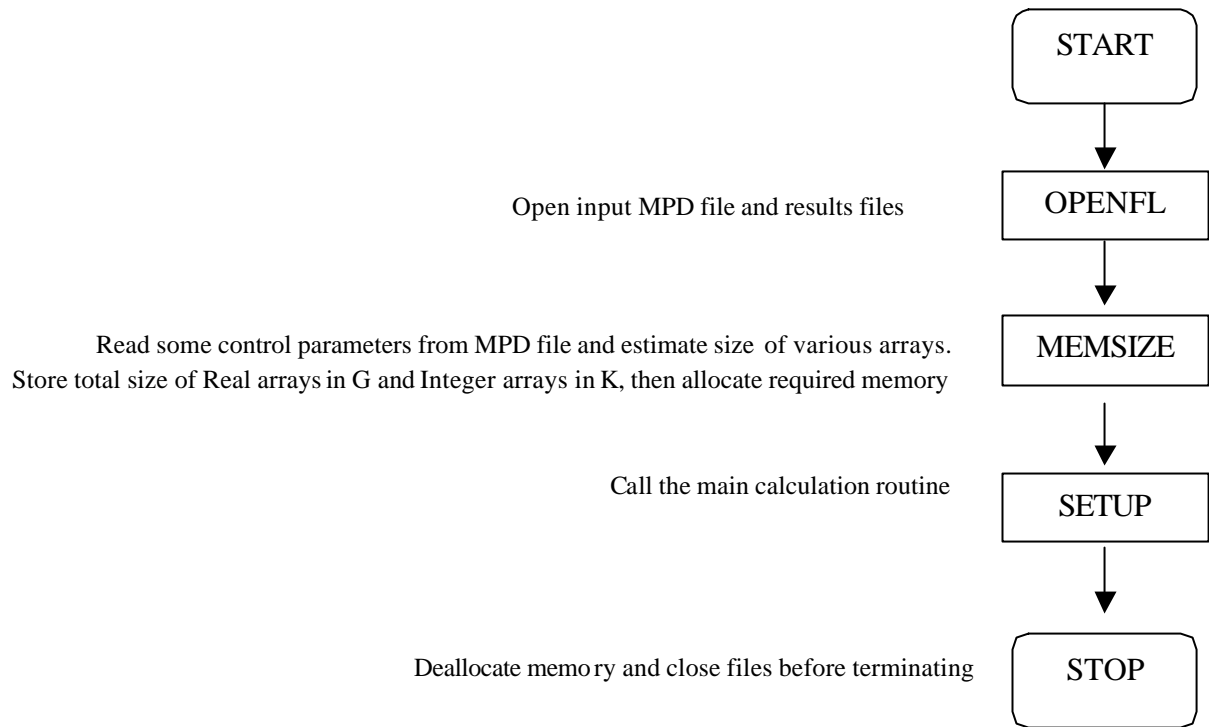 START
Open input MPD file and results files
OPENFL
Read some control parameters from MPD file and estimate size of various arrays.
MEMSIZE
Store total size of Real arrays in G and Integer arrays in K, then allocate required memory
Call the main calculation routine
SETUP
Deallocate memory and close files before terminating
STOP